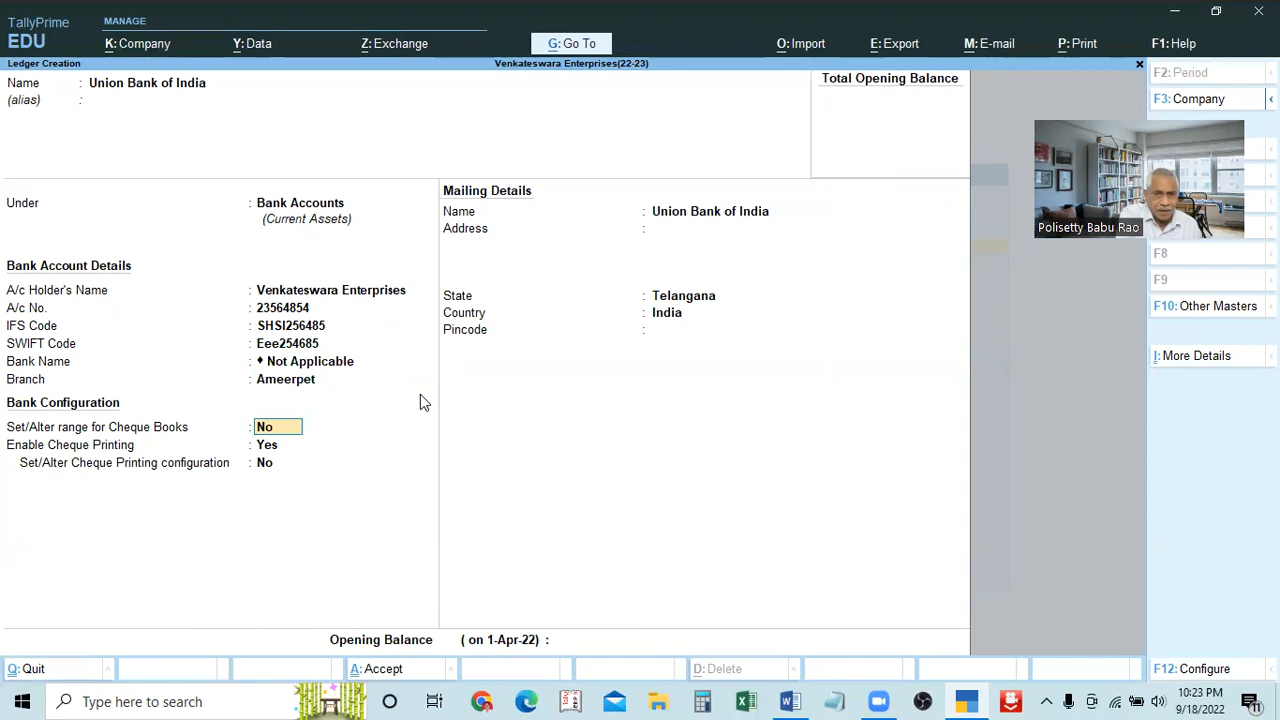 TallyPrime
EDU
MANAGE
K: Company
Y: Data
Z: Exchange
G: Go To
O: Import
E: Export
M: E-mail
P: Print
F1: Help
Ledger Creation
Venkateswara Enterprises(22-23)
Name : Union Bank of India
(alias) :
Total Opening Balance
F2: Period
F3: Company
Under : Bank Accounts
(Current Assets)
Mailing Details
Name : Union Bank of India
Address :
Polisetty Babu Rao
F8
F9
F10: Other Masters
I: More Details
Bank Account Details
A/c Holder's Name : Venkateswara Enterprises
A/c No. : 23564854
IFS Code : SHSI256485
SWIFT Code : Eee254685
Bank Name : ♦ Not Applicable
Branch : Ameerpet
State : Telangana
Country : India
Pincode :
Bank Configuration
Set/Alter range for Cheque Books : No
Enable Cheque Printing : Yes
Set/Alter Cheque Printing configuration : No
Opening Balance ( on 1-Apr-22) :
Q: Quit
A: Accept
D: Delete
F12: Configure
Type here to search
10:23 PM
9/18/2022